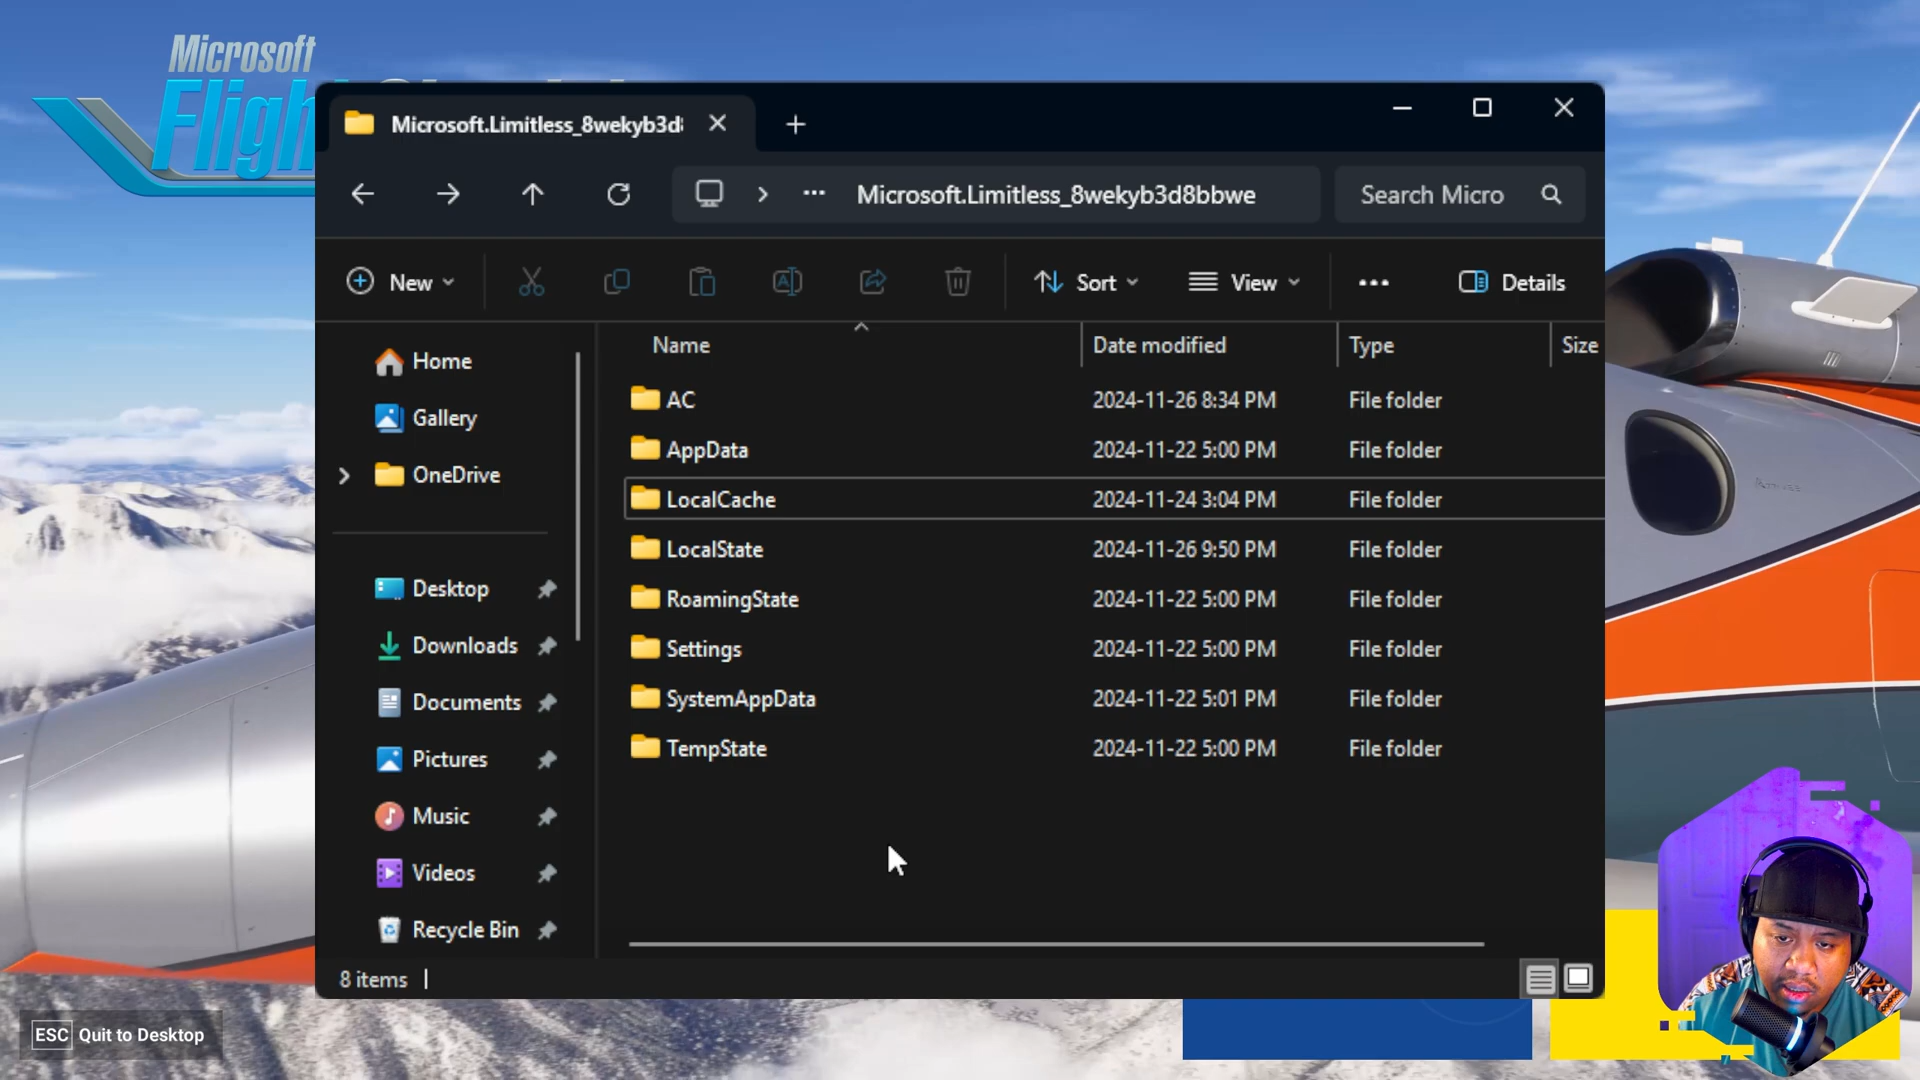 Microsoft
Fligh
Microsoft.Limitless_8wekyb3d8
Microsoft.Limitless_8wekyb3d8bbwe
Search Micro
New
Sort
View
Details
Name
Date modified
Type
Size
Home
Gallery
OneDrive
Desktop
Downloads
Documents
Pictures
Music
Videos
Recycle Bin
AC 2024-11-26 8:34 PM File folder
AppData 2024-11-22 5:00 PM File folder
LocalCache 2024-11-24 3:04 PM File folder
LocalState 2024-11-26 9:50 PM File folder
RoamingState 2024-11-22 5:00 PM File folder
Settings 2024-11-22 5:00 PM File folder
SystemAppData 2024-11-22 5:01 PM File folder
TempState 2024-11-22 5:00 PM File folder
8 items
ESC Quit to Desktop